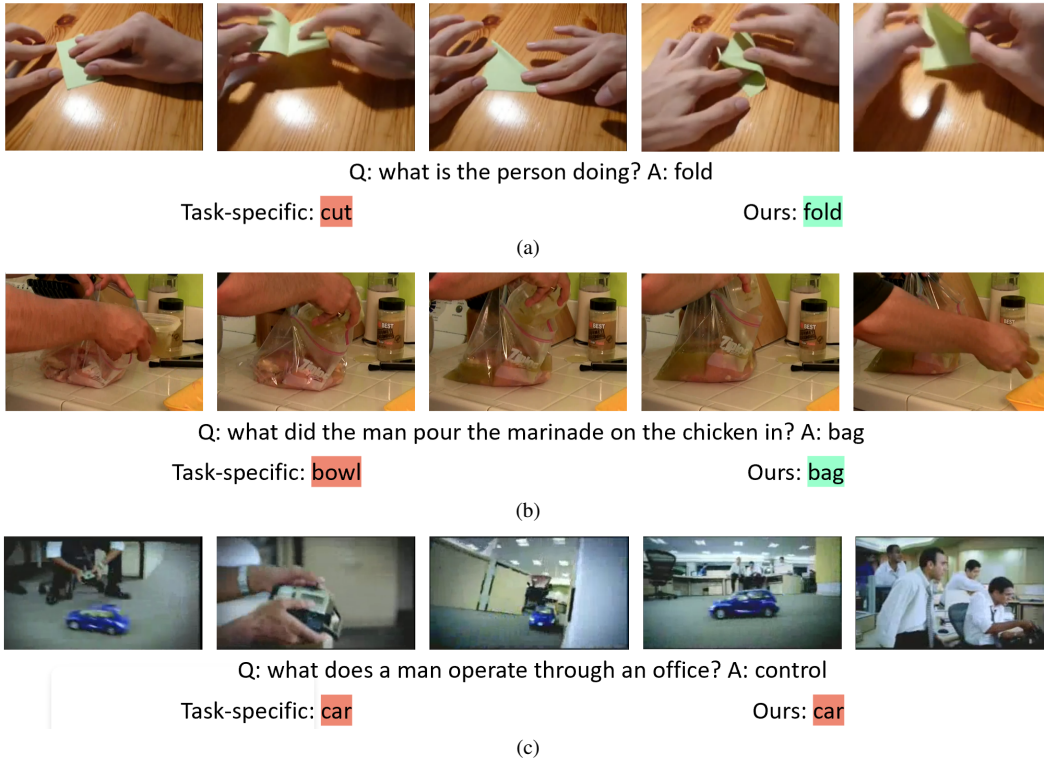 Q: what is the person doing? A: fold
Task-specific: cut
Ours: fold
(a)
BEST
Ziploc
Q: what did the man pour the marinade on the chicken in? A: bag
Task-specific: bowl
Ours: bag
(b)
Q: what does a man operate through an office? A: control
Task-specific: car
Ours: car
(c)